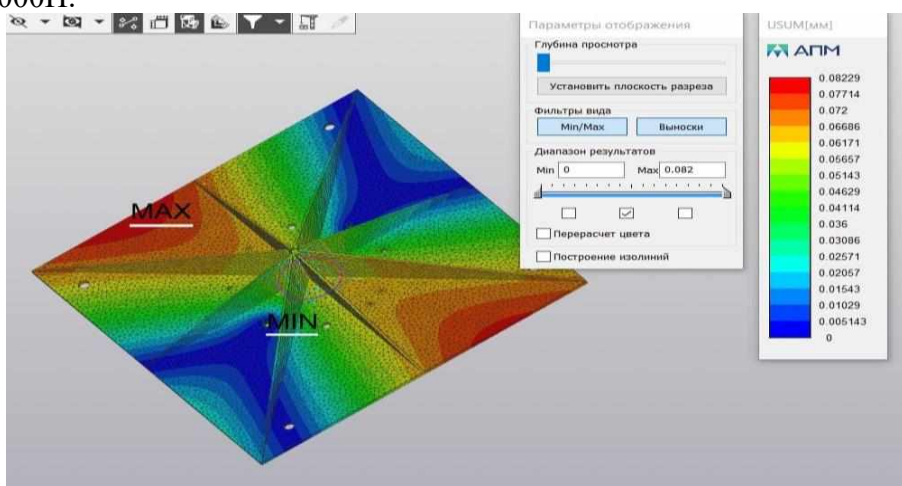 000Н.
Параметры отображения
Глубина просмотра
Установить плоскость разреза
Фильтры вида
Min/Max
Выноски
Диапазон результатов
Min 0
Max 0.082
Перерасчет цвета
Построение изолиний
USUM[мм]
АПМ
0.08229
0.07714
0.072
0.06686
0.06171
0.05657
0.05143
0.04629
0.04114
0.036
0.03086
0.02571
0.02057
0.01543
0.01029
0.005143
0
MAX
MIN